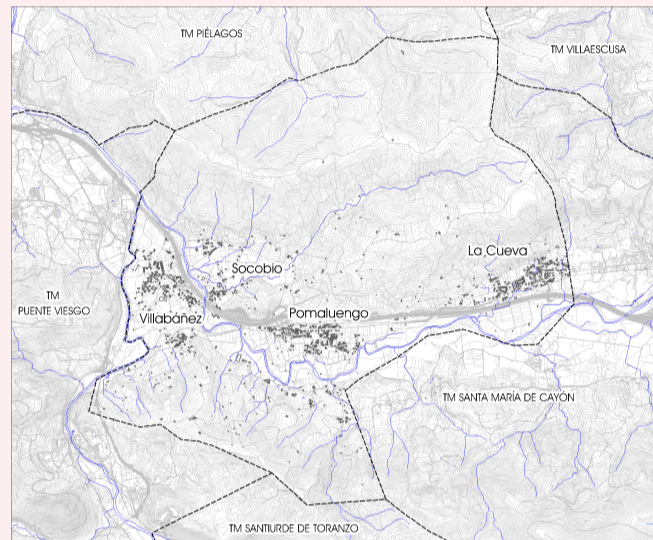 TM PIÉLAGOS
TM VILLAESCUSA
La Cueva
Socobio
TM
PUENTE VIESGO
Villabáñez
Pomaluengo
TM SANTA MARÍA DE CAYÓN
TM SANTIURDE DE TORANZO